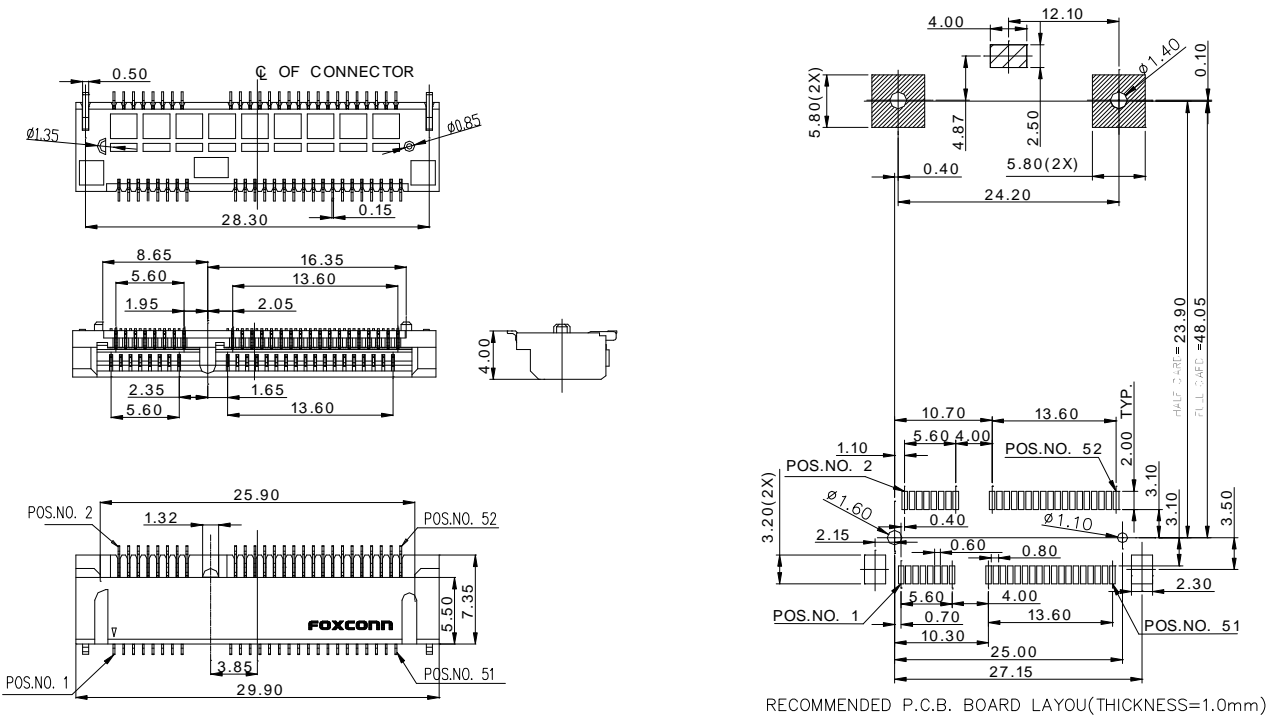 0.50
℄ OF CONNECTOR
Ø1.35
Ø0.85
0.15
28.30
8.65
16.35
5.60
13.60
1.95
2.05
4.00
2.35
1.65
5.60
13.60
25.90
POS.NO. 2
1.32
POS.NO. 52
5.50
7.35
FOXCONN
POS.NO. 1
3.85
POS.NO. 51
29.90
4.00
12.10
Ø1.40
0.10
5.80(2X)
4.87
2.50
5.80(2X)
0.40
24.20
HALF CARD=23.90
FULL CARD=48.05
10.70
13.60
2.00 TYP.
5.60
4.00
1.10
POS.NO. 52
POS.NO. 2
3.10
3.10
3.50
3.20(2X)
Ø1.60
0.40
Ø1.10
2.15
0.60
0.80
5.60
4.00
2.30
POS.NO. 1
0.70
13.60
POS.NO. 51
10.30
25.00
27.15
RECOMMENDED P.C.B. BOARD LAYOU(THICKNESS=1.0mm)